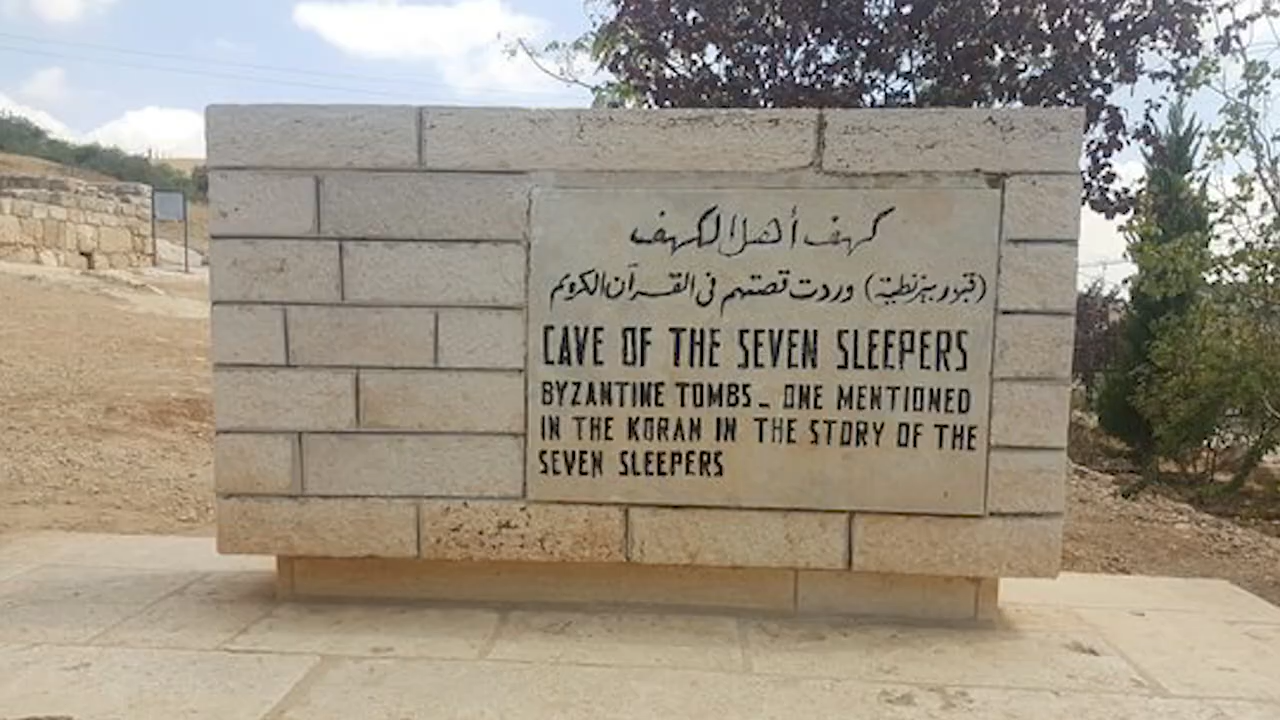 كهف أهل الكهف
(قبور بيزنطية) وردت قصتهم في القرآن الكريم
CAVE OF THE SEVEN SLEEPERS
BYZANTINE TOMBS _ ONE MENTIONED
IN THE KORAN IN THE STORY OF THE
SEVEN SLEEPERS